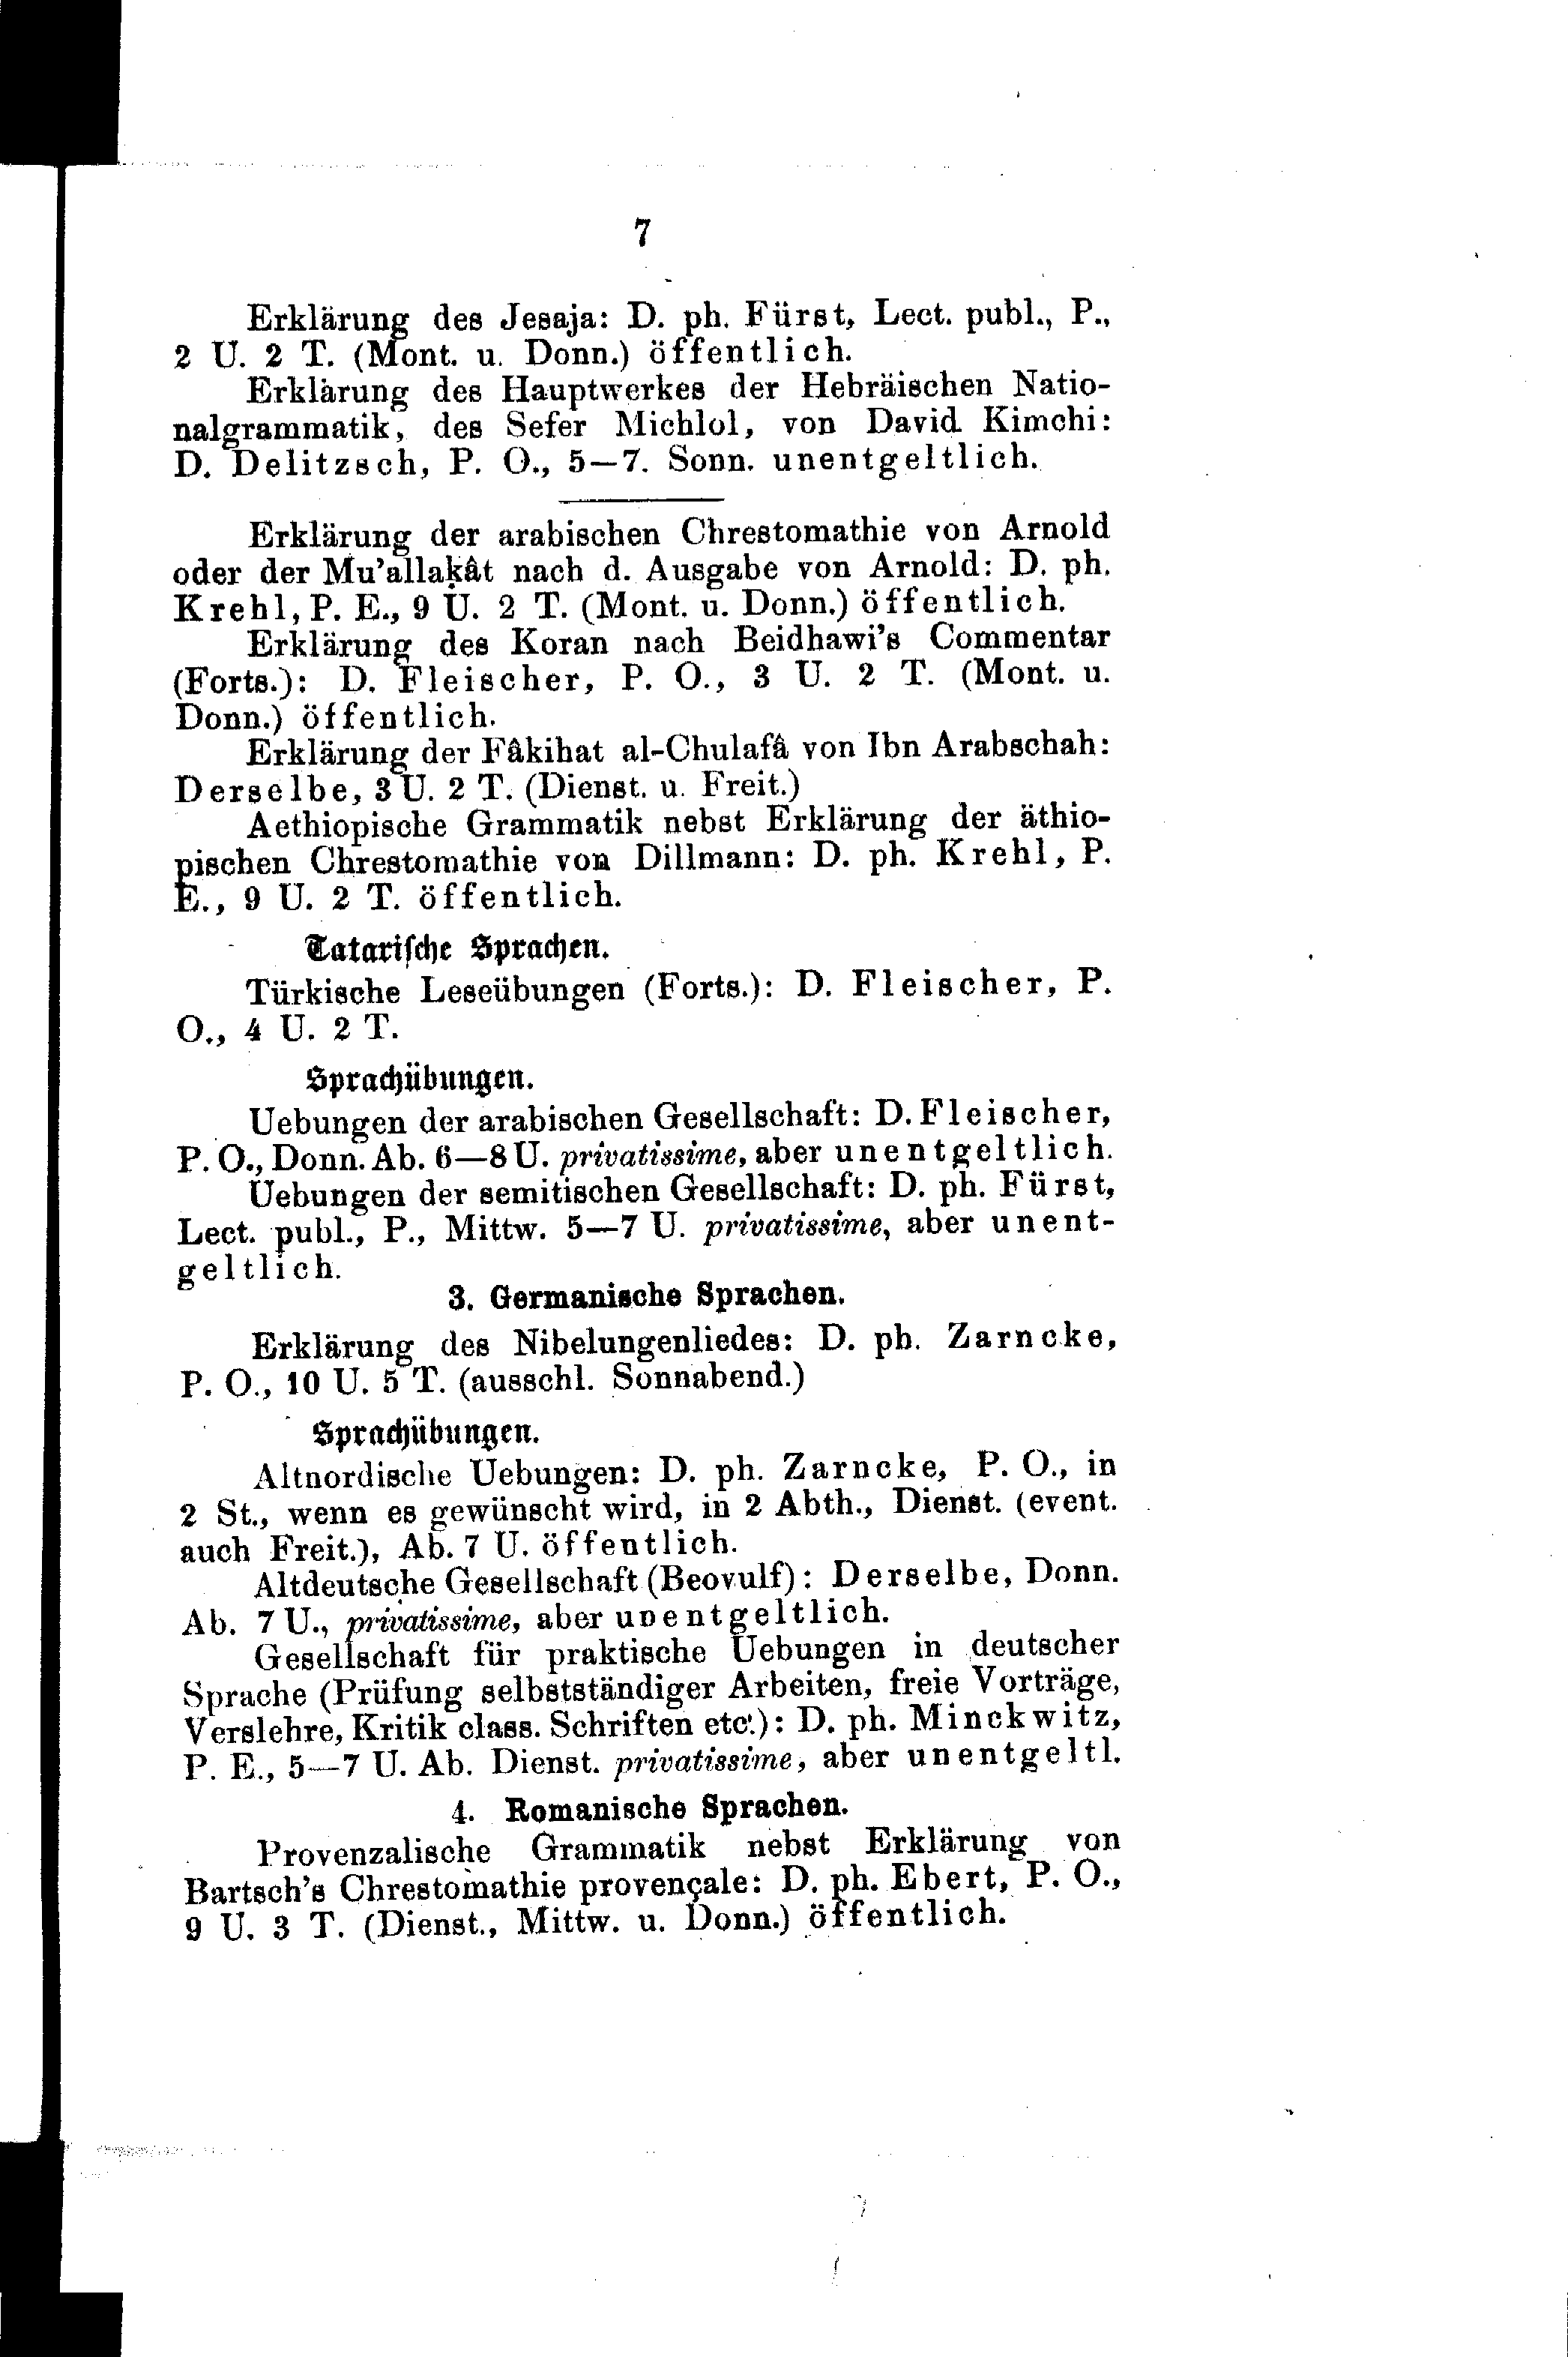 7
Erklärung des Jesaja: D. ph. Fürst, Lect. publ., P.,
2 U. 2 T. (Mont. u. Donn.) öffentlich.
Erklärung des Hauptwerkes der Hebräischen Natio-
nalgrammatik, des Sefer Michlol, von David Kimchi:
D. Delitzsch, P. O., 5—7. Sonn. unentgeltlich.
Erklärung der arabischen Chrestomathie von Arnold
oder der Mu'allaḳât nach d. Ausgabe von Arnold: D. ph.
Krehl, P. E., 9 U. 2 T. (Mont. u. Donn.) öffentlich.
Erklärung des Koran nach Beidhawi's Commentar
(Forts.): D. Fleischer, P. O., 3 U. 2 T. (Mont. u.
Donn.) öffentlich.
Erklärung der Fâkihat al-Chulafâ von Ibn Arabschah:
Derselbe, 3 U. 2 T. (Dienst. u. Freit.)
Aethiopische Grammatik nebst Erklärung der äthio-
pischen Chrestomathie von Dillmann: D. ph. Krehl, P.
E., 9 U. 2 T. öffentlich.
Tatariſche Sprachen.
Türkische Leseübungen (Forts.): D. Fleischer, P.
O., 4 U. 2 T.
Sprachübungen.
Uebungen der arabischen Gesellschaft: D. Fleischer,
P. O., Donn. Ab. 6—8 U. privatissime, aber unentgeltlich.
Uebungen der semitischen Gesellschaft: D. ph. Fürst,
Lect. publ., P., Mittw. 5—7 U. privatissime, aber unent-
geltlich.
3. Germanische Sprachen.
Erklärung des Nibelungenliedes: D. ph. Zarncke,
P. O., 10 U. 5 T. (ausschl. Sonnabend.)
Sprachübungen.
Altnordische Uebungen: D. ph. Zarncke, P. O., in
2 St., wenn es gewünscht wird, in 2 Abth., Dienst. (event.
auch Freit.), Ab. 7 U. öffentlich.
Altdeutsche Gesellschaft (Beovulf): Derselbe, Donn.
Ab. 7 U., privatissime, aber unentgeltlich.
Gesellschaft für praktische Uebungen in deutscher
Sprache (Prüfung selbstständiger Arbeiten, freie Vorträge,
Verslehre, Kritik class. Schriften etc.): D. ph. Minckwitz,
P. E., 5—7 U. Ab. Dienst. privatissime, aber unentgeltl.
4. Romanische Sprachen.
Provenzalische Grammatik nebst Erklärung von
Bartsch's Chrestomathie provençale: D. ph. Ebert, P. O.,
9 U. 3 T. (Dienst., Mittw. u. Donn.) öffentlich.